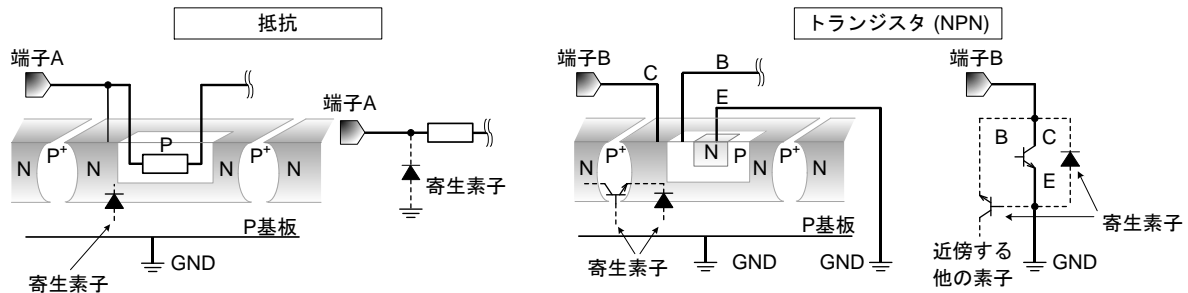 抵抗
端子A
P
N
P+
N
N
P+
N
P基板
寄生素子
GND
端子A
寄生素子
トランジスタ (NPN)
端子B
C
B
E
N
P+
N
N
P
N
P+
N
P基板
寄生素子
GND
GND
端子B
B
C
E
寄生素子
近傍する
他の素子
GND